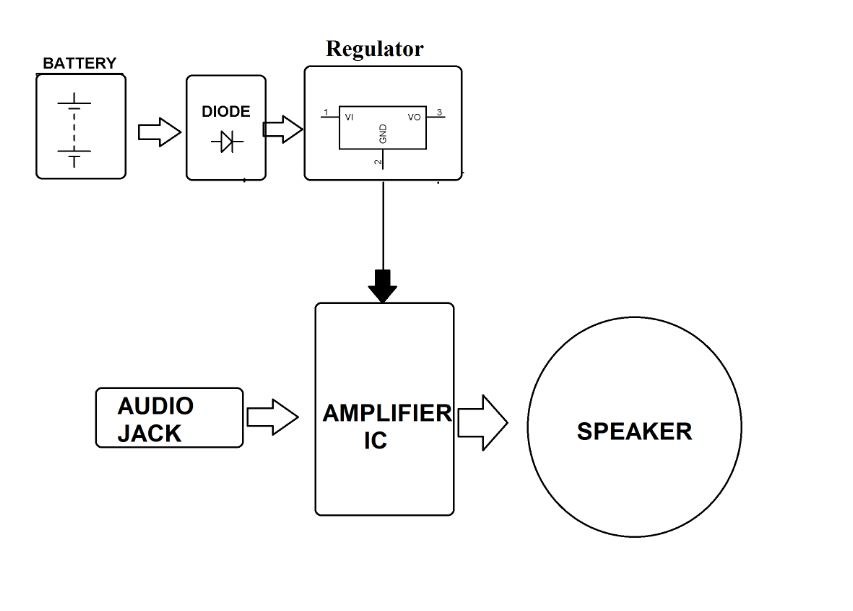 Regulator
BATTERY
DIODE
1 VI VO 3
GND
2
AUDIO
JACK
AMPLIFIER
IC
SPEAKER